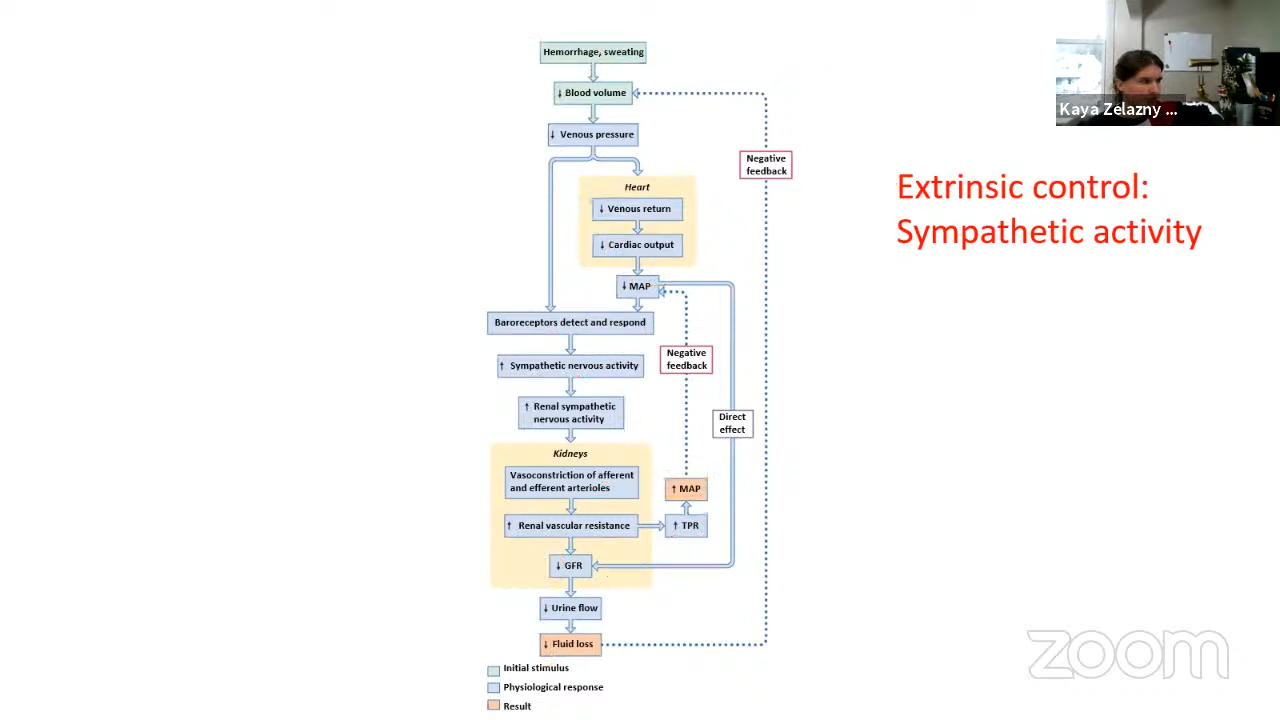 Hemorrhage, sweating
↓ Blood volume
↓ Venous pressure
Negative
feedback
Heart
↓ Venous return
↓ Cardiac output
↓ MAP
Baroreceptors detect and respond
↑ Sympathetic nervous activity
Negative
feedback
↑ Renal sympathetic
nervous activity
Direct
effect
Kidneys
Vasoconstriction of afferent
and efferent arterioles
↑ MAP
↑ Renal vascular resistance
↑ TPR
↓ GFR
↓ Urine flow
↓ Fluid loss
Initial stimulus
Physiological response
Result
Extrinsic control:
Sympathetic activity
Kaya Zelazny ...
zoom